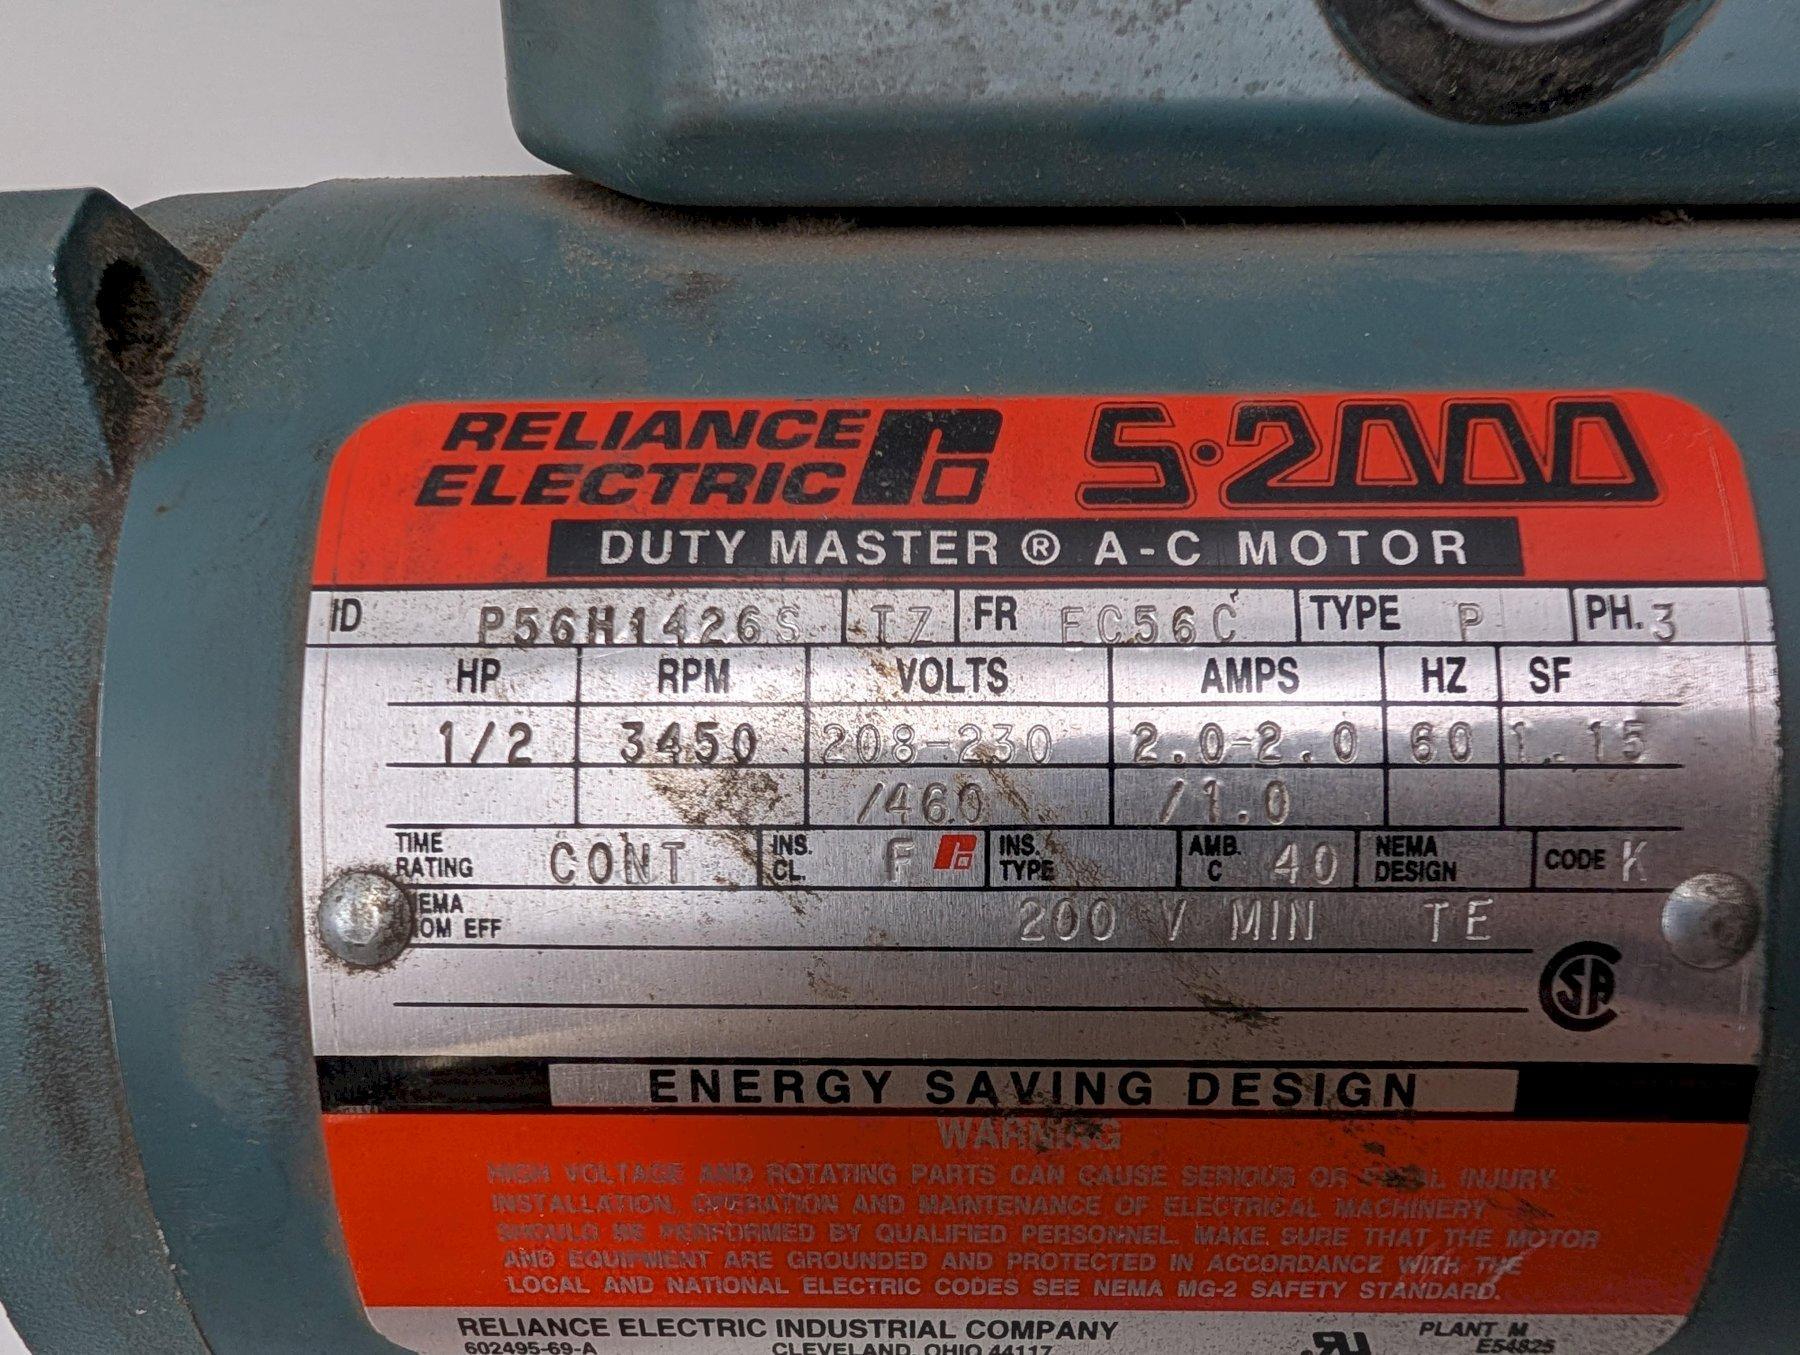 RELIANCE
ELECTRIC
S·2000
DUTY MASTER ® A-C MOTOR
ID P56H1426S TZ FR EC56C TYPE P PH. 3
HP RPM VOLTS AMPS HZ SF
1/2 3450 208-230 2.0-2.0 60 1.15
/460 /1.0
TIME RATING CONT INS. CL. F INS. TYPE AMB. C 40 NEMA DESIGN CODE K
EMA
OM EFF 200 V MIN TE
CSA
ENERGY SAVING DESIGN
WARNING
HIGH VOLTAGE AND ROTATING PARTS CAN CAUSE SERIOUS OR FATAL INJURY.
INSTALLATION, OPERATION AND MAINTENANCE OF ELECTRICAL MACHINERY
SHOULD BE PERFORMED BY QUALIFIED PERSONNEL. MAKE SURE THAT THE MOTOR
AND EQUIPMENT ARE GROUNDED AND PROTECTED IN ACCORDANCE WITH THE
LOCAL AND NATIONAL ELECTRIC CODES SEE NEMA MG-2 SAFETY STANDARD.
RELIANCE ELECTRIC INDUSTRIAL COMPANY PLANT M
602495-69-A CLEVELAND, OHIO 44117 E54825